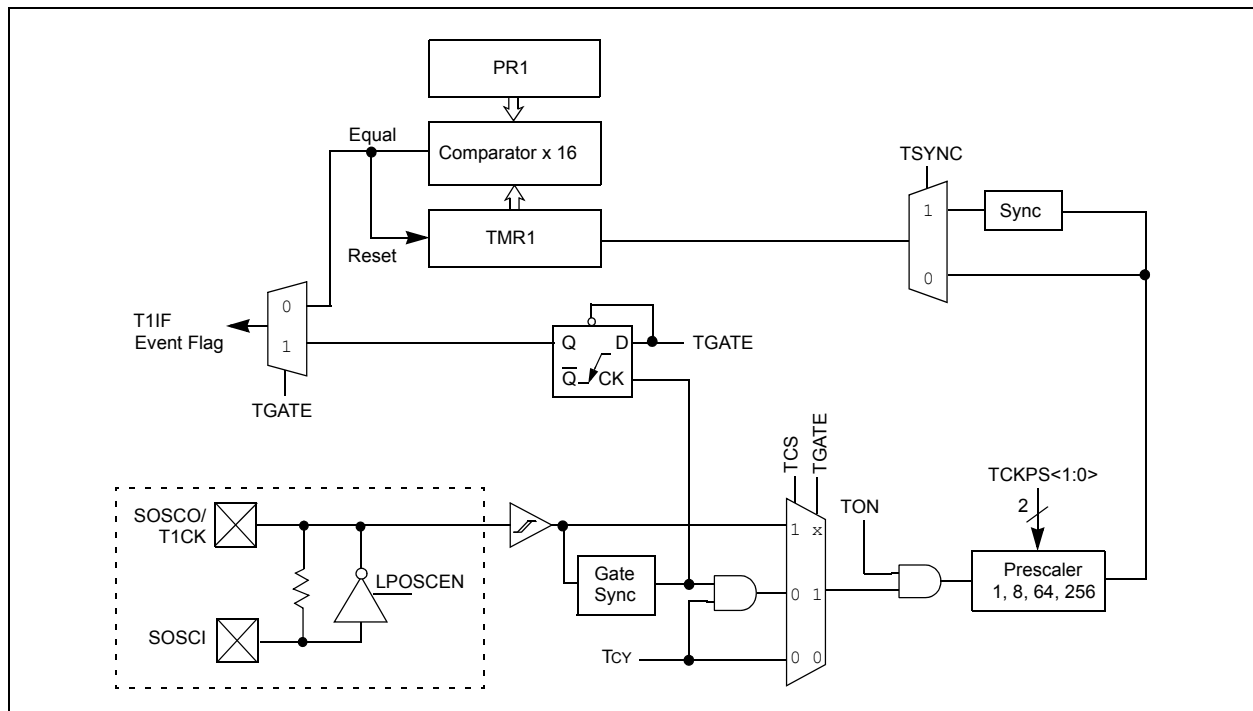 PR1
Equal
Comparator x 16
TSYNC
1
Sync
Reset
TMR1
0
0
T1IF
Event Flag
1
Q
D
TGATE
Q̅
CK
TGATE
TCS
TGATE
TCKPS<1:0>
2
TON
SOSCO/
T1CK
1 x
LPOSCEN
Gate
Sync
0 1
Prescaler
1, 8, 64, 256
SOSCI
TCY
0 0